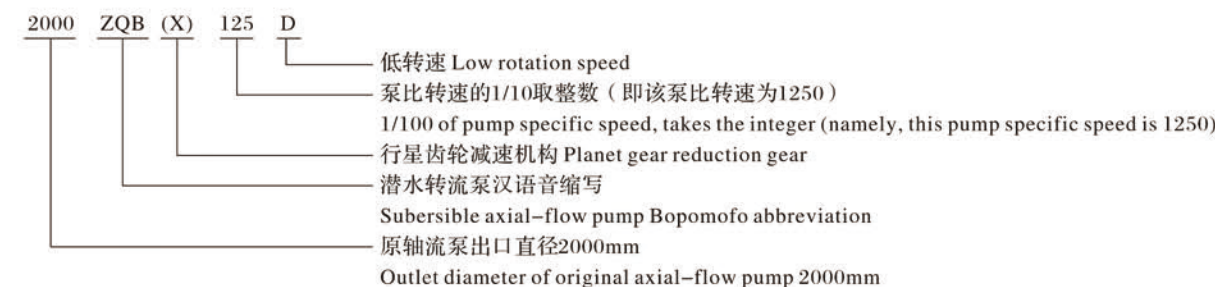 2000 ZQB (X) 125 D
低转速 Low rotation speed
泵比转速的1/10取整数（即该泵比转速为1250）
1/100 of pump specific speed, takes the integer (namely, this pump specific speed is 1250)
行星齿轮减速机构 Planet gear reduction gear
潜水转流泵汉语音缩写
Subersible axial-flow pump Bopomofo abbreviation
原轴流泵出口直径2000mm
Outlet diameter of original axial-flow pump 2000mm